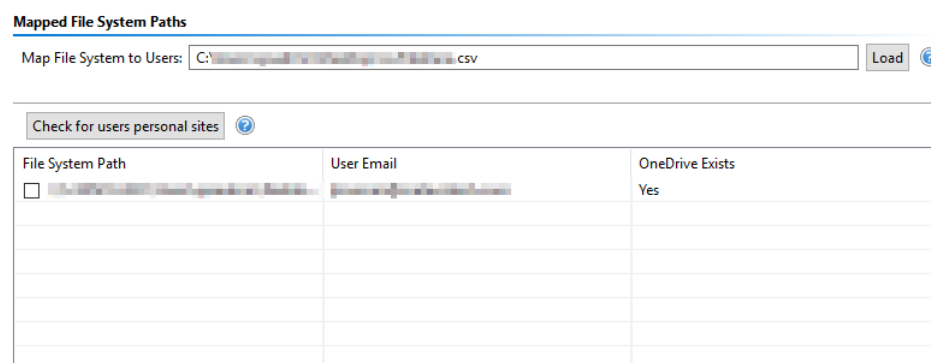 Mapped File System Paths
Map File System to Users: C:\ .csv Load
Check for users personal sites
File System Path User Email OneDrive Exists
Yes